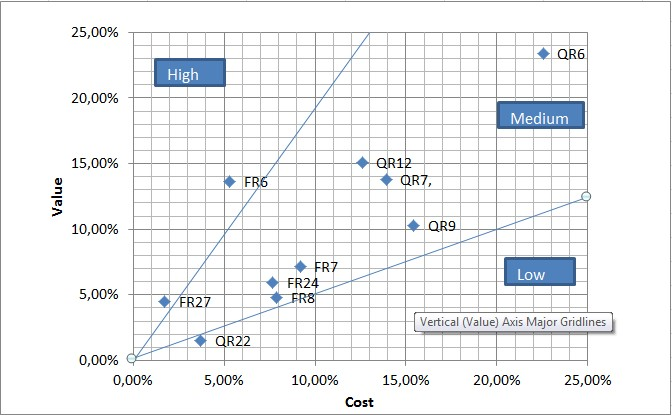 25,00%
QR6
High
20,00%
Medium
15,00%
QR12
QR7,
FR6
Value
10,00%
QR9
FR7
Low
FR24
5,00%
FR8
FR27
Vertical (Value) Axis Major Gridlines
QR22
0,00%
0,00% 5,00% 10,00% 15,00% 20,00% 25,00%
Cost